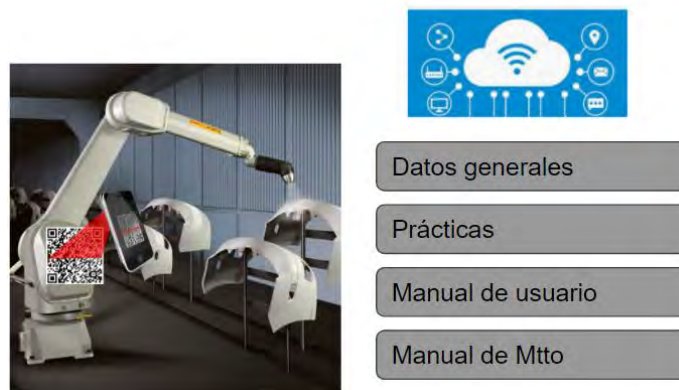 Datos generales
Prácticas
Manual de usuario
Manual de Mtto